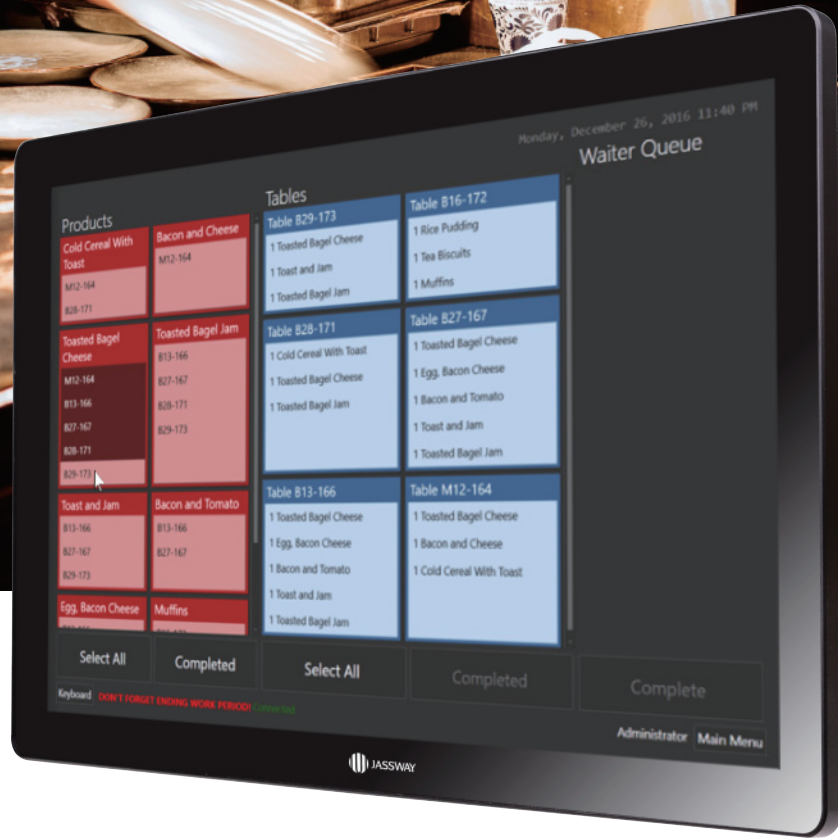 Monday, December 26, 2016 11:40 PM
Waiter Queue
Tables
Products
Cold Cereal With
Toast
M12-164
B28-171
Bacon and Cheese
M12-164
Toasted Bagel
Cheese
M12-164
B13-166
B27-167
B28-171
B29-173
Toasted Bagel Jam
B13-166
B27-167
B28-171
B29-173
Toast and Jam
B13-166
B27-167
B29-173
Bacon and Tomato
B13-166
B27-167
Egg, Bacon Cheese
Muffins
Table B29-173
1 Toasted Bagel Cheese
1 Toast and Jam
1 Toasted Bagel Jam
Table B16-172
1 Rice Pudding
1 Tea Biscuits
1 Muffins
Table B28-171
1 Cold Cereal With Toast
1 Toasted Bagel Cheese
1 Toasted Bagel Jam
Table B27-167
1 Toasted Bagel Cheese
1 Egg, Bacon Cheese
1 Bacon and Tomato
1 Toast and Jam
1 Toasted Bagel Jam
Table B13-166
1 Toasted Bagel Cheese
1 Egg, Bacon Cheese
1 Bacon and Tomato
1 Toast and Jam
1 Toasted Bagel Jam
Table M12-164
1 Toasted Bagel Cheese
1 Bacon and Cheese
1 Cold Cereal With Toast
Select All
Completed
Select All
Completed
Complete
Keyboard DON'T FORGET ENDING WORK PERIOD! Connected
Administrator Main Menu
JASSWAY